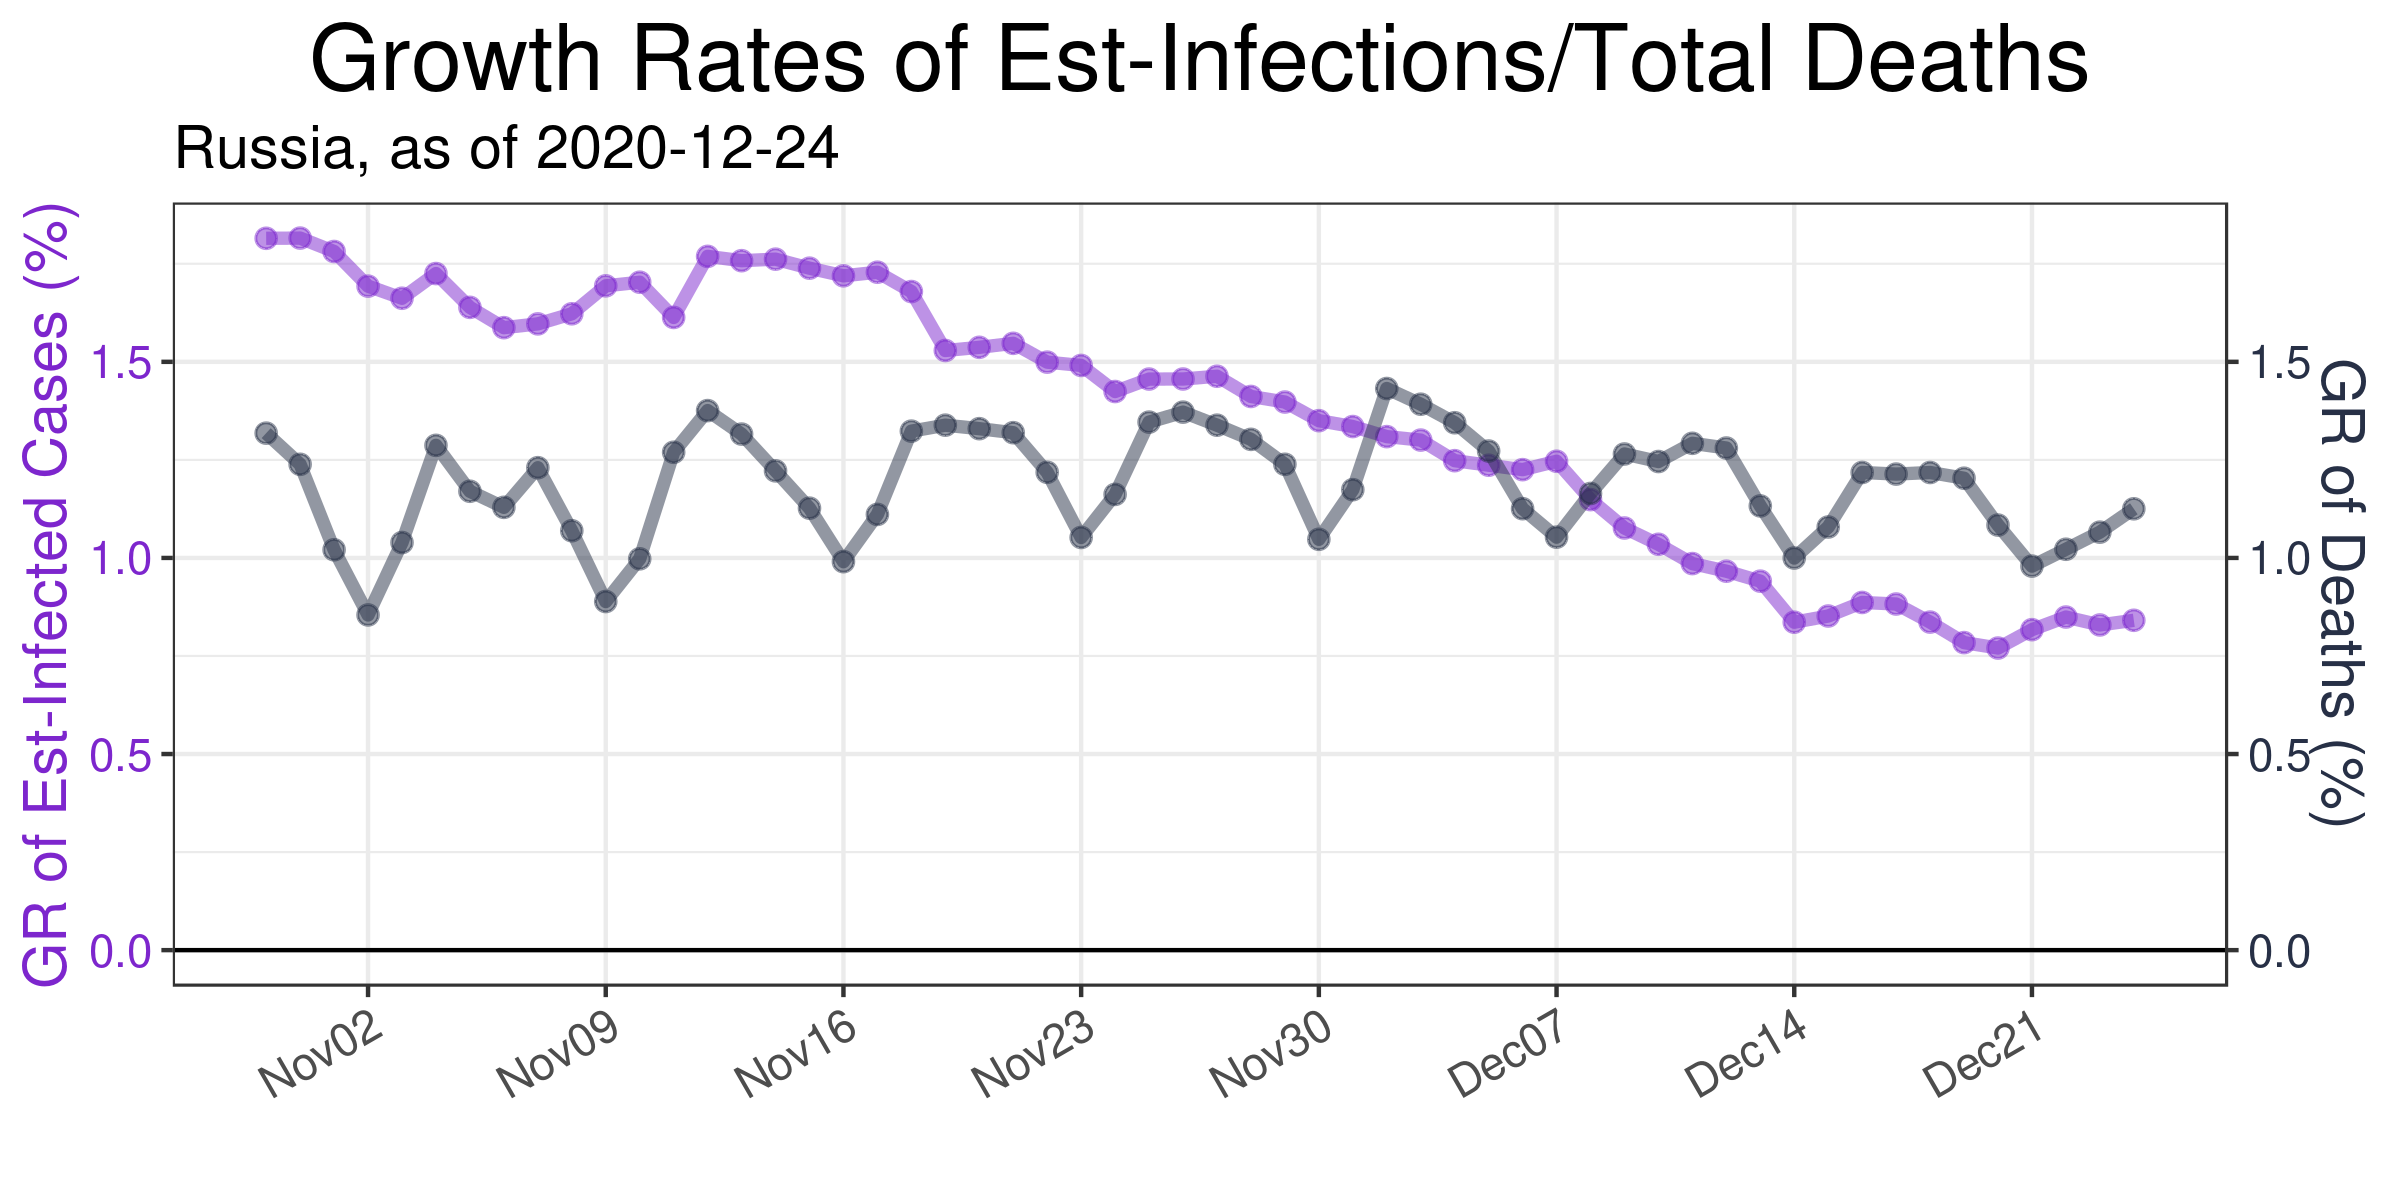 Growth Rates of Est-Infections/Total Deaths
Russia, as of 2020-12-24
GR of Est-Infected Cases (%)
1.5
1.0
0.5
0.0
1.5
1.0
0.5
0.0
GR of Deaths (%)
Nov02
Nov09
Nov16
Nov23
Nov30
Dec07
Dec14
Dec21